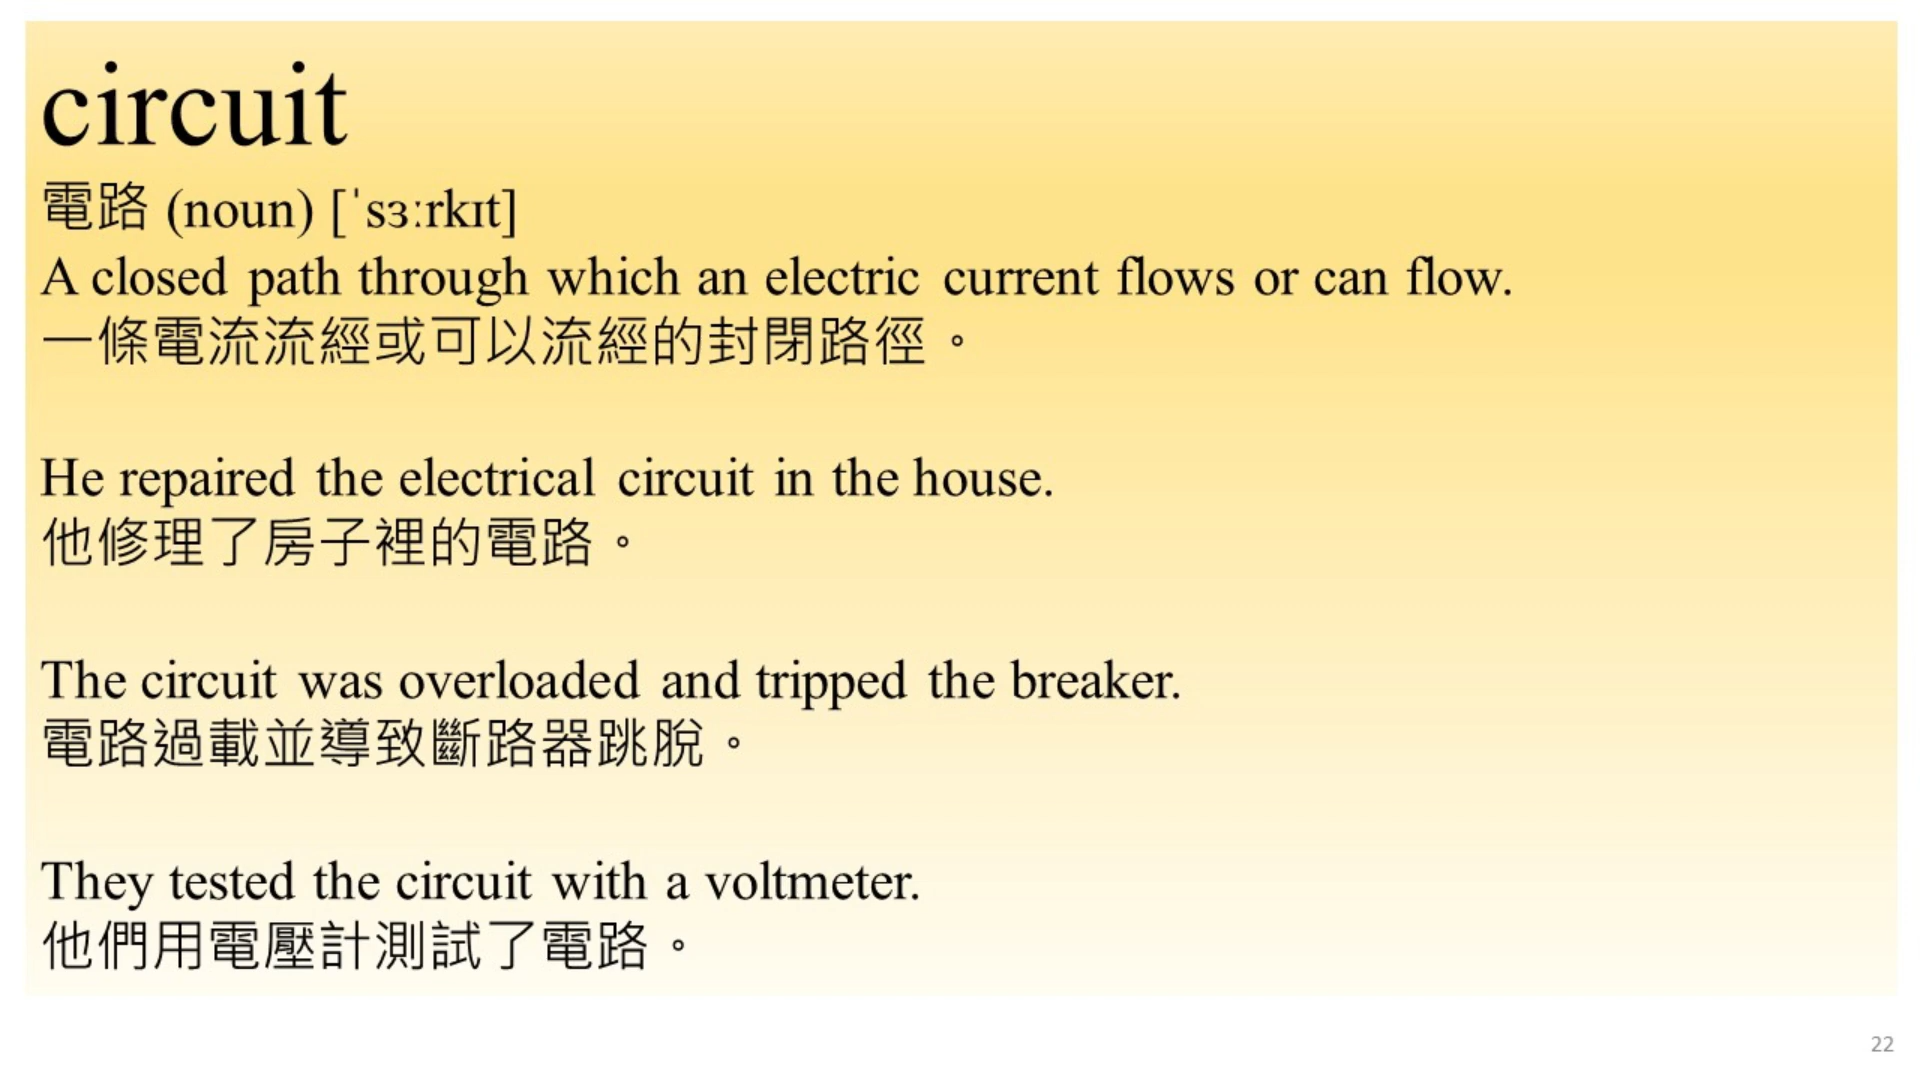 circuit
電路 (noun) [ˈsɜːrkɪt]
A closed path through which an electric current flows or can flow.
一條電流流經或可以流經的封閉路徑。
He repaired the electrical circuit in the house.
他修理了房子裡的電路。
The circuit was overloaded and tripped the breaker.
電路過載並導致斷路器跳脫。
They tested the circuit with a voltmeter.
他們用電壓計測試了電路。
22